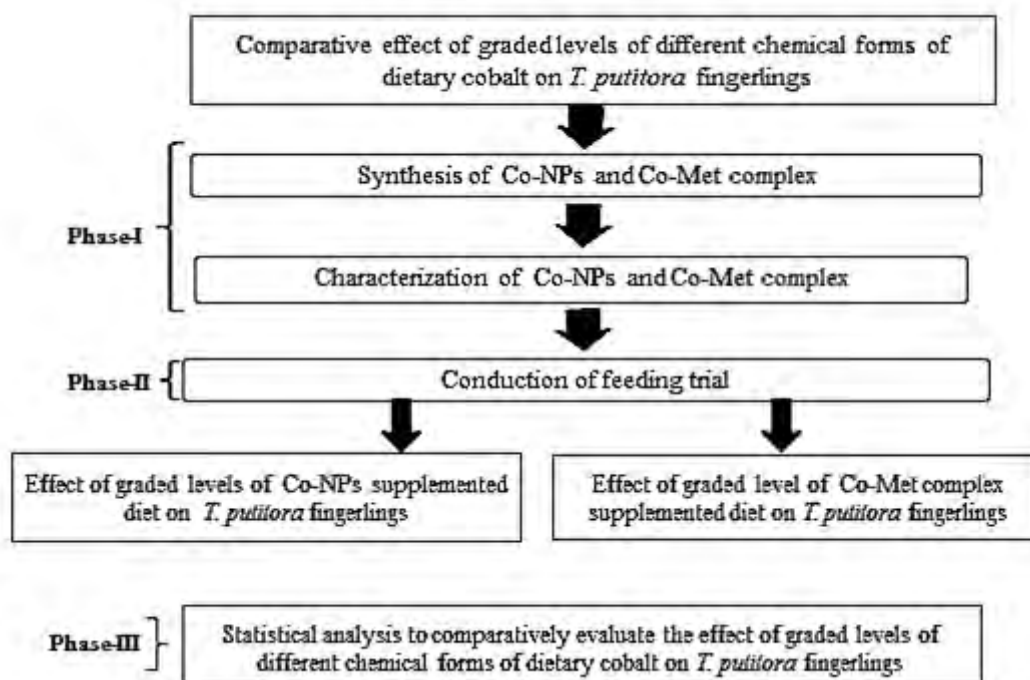 Comparative effect of graded levels of different chemical forms of
dietary cobalt on T. putitora fingerlings
Synthesis of Co-NPs and Co-Met complex
Phase-I
Characterization of Co-NPs and Co-Met complex
Phase-II
Conduction of feeding trial
Effect of graded levels of Co-NPs supplemented
diet on T. putitora fingerlings
Effect of graded level of Co-Met complex
supplemented diet on T. putitora fingerlings
Phase-III
Statistical analysis to comparatively evaluate the effect of graded levels of
different chemical forms of dietary cobalt on T. putitora fingerlings